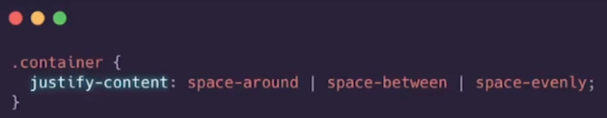 .container {
  justify-content: space-around | space-between | space-evenly;
}